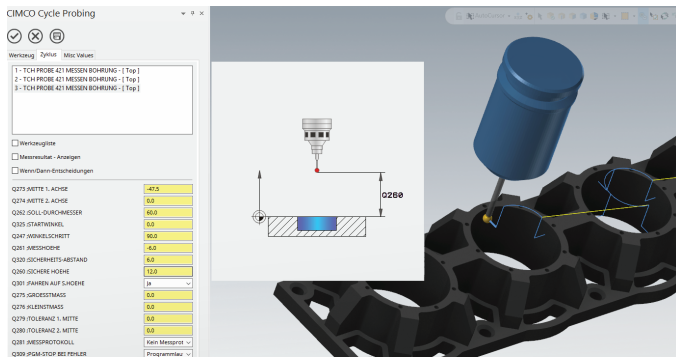 CIMCO Cycle Probing
Werkzeug Zyklus Misc Values
1 - TCH PROBE 421 MESSEN BOHRUNG - [ Top ]
2 - TCH PROBE 421 MESSEN BOHRUNG - [ Top ]
3 - TCH PROBE 421 MESSEN BOHRUNG - [ Top ]
Werkzeugliste
Messresultat - Anzeigen
Wenn/Dann-Entscheidungen
Q273 :MITTE 1. ACHSE -47.5
Q274 :MITTE 2. ACHSE 0.0
Q262 :SOLL-DURCHMESSER 60.0
Q325 :STARTWINKEL 0.0
Q247 :WINKELSCHRITT 90.0
Q261 :MESSHOEHE -6.0
Q320 :SICHERHEITS-ABSTAND 6.0
Q260 :SICHERE HOEHE 12.0
Q301 :FAHREN AUF S.HOEHE Ja
Q275 :GROESSTMASS 0.0
Q276 :KLEINSTMASS 0.0
Q279 :TOLERANZ 1. MITTE 0.0
Q280 :TOLERANZ 2. MITTE 0.0
Q281 :MESSPROTOKOLL Kein Messprot
Q309 :PGM-STOP BEI FEHLER Programmlau
Q260
AutoCursor